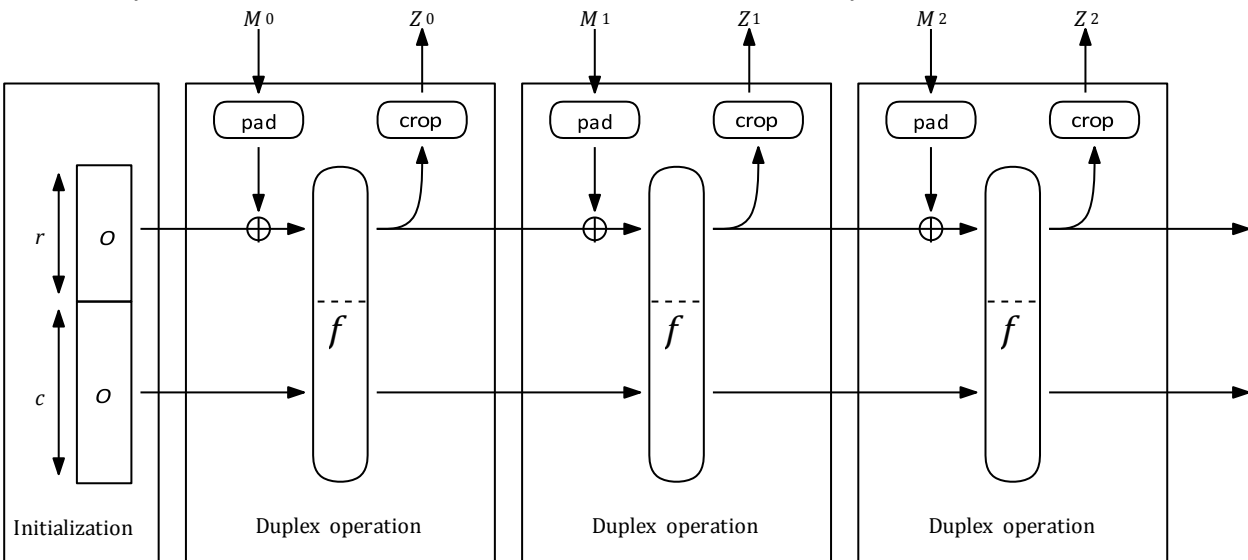 M0 Z0 M1 Z1 M2 Z2
pad crop pad crop pad crop
r 0
f f f
c 0
Initialization Duplex operation Duplex operation Duplex operation